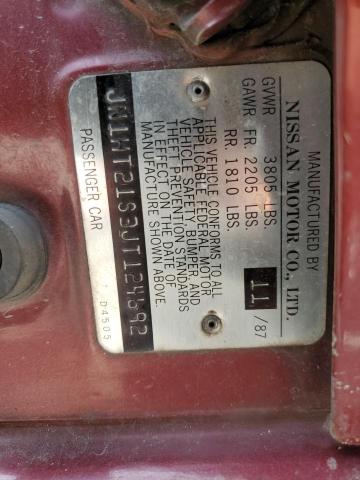 MANUFACTURED BY
NISSAN MOTOR CO., LTD.
11 /87
GVWR 3805 LBS.
GAWR FR. 2205 LBS.
RR. 1810 LBS.
THIS VEHICLE CONFORMS TO ALL
APPLICABLE FEDERAL MOTOR
VEHICLE SAFETY, BUMPER, AND
THEFT PREVENTION STANDARDS
IN EFFECT ON THE DATE OF
MANUFACTURE SHOWN ABOVE.
PASSENGER CAR
D4505